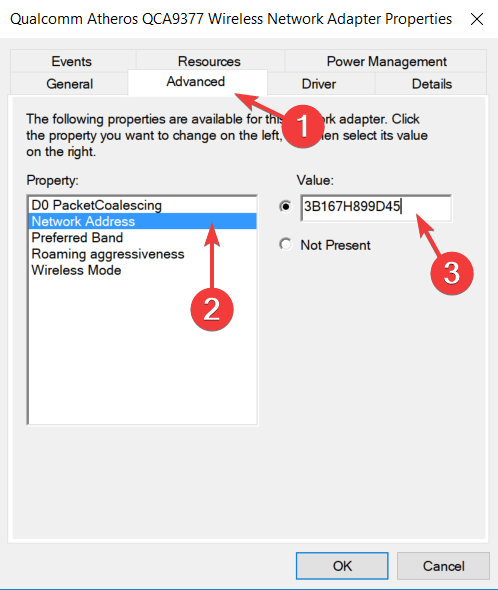 Qualcomm Atheros QCA9377 Wireless Network Adapter Properties
Events Resources Power Management
General Advanced Driver Details
The following properties are available for this rk adapter. Click
the property you want to change on the left, hen select its value
on the right.
Property: Value:
D0 PacketCoalescing
Network Address
Preferred Band
Roaming aggressiveness
Wireless Mode
3B167H899D45
Not Present
1
2
3
OK Cancel